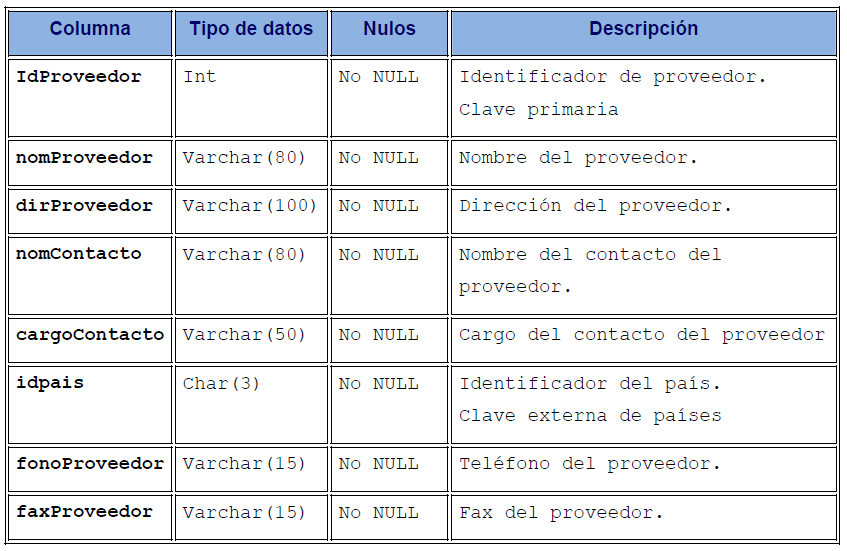 Columna Tipo de datos Nulos Descripción
IdProveedor Int No NULL Identificador de proveedor.
Clave primaria
nomProveedor Varchar(80) No NULL Nombre del proveedor.
dirProveedor Varchar(100) No NULL Dirección del proveedor.
nomContacto Varchar(80) No NULL Nombre del contacto del
proveedor.
cargoContacto Varchar(50) No NULL Cargo del contacto del proveedor
idpais Char(3) No NULL Identificador del país.
Clave externa de países
fonoProveedor Varchar(15) No NULL Teléfono del proveedor.
faxProveedor Varchar(15) No NULL Fax del proveedor.